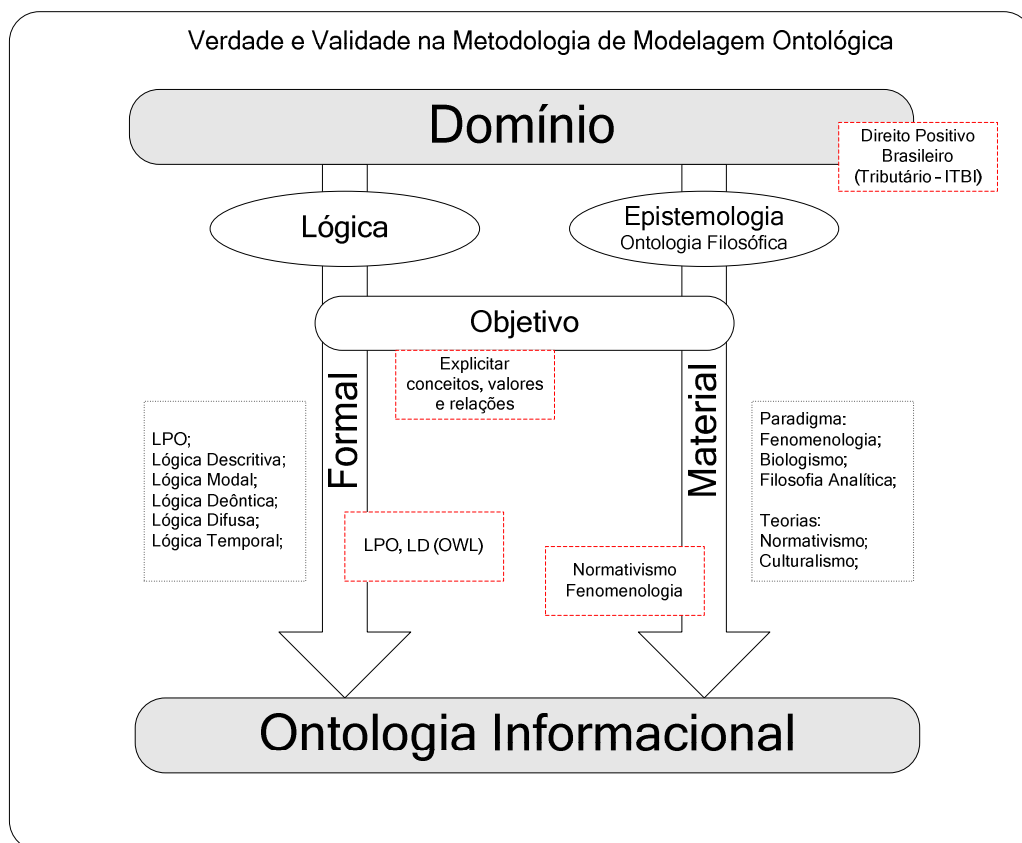 Verdade e Validade na Metodologia de Modelagem Ontológica
Domínio
Direito Positivo
Brasileiro
(Tributário - ITBI)
Lógica
Epistemologia
Ontologia Filosófica
Objetivo
Explicitar
conceitos, valores
e relações
Formal
Material
LPO;
Lógica Descritiva;
Lógica Modal;
Lógica Deôntica;
Lógica Difusa;
Lógica Temporal;
Paradigma:
Fenomenologia;
Biologismo;
Filosofia Analítica;
Teorias:
Normativismo;
Culturalismo;
LPO, LD (OWL)
Normativismo
Fenomenologia
Ontologia Informacional